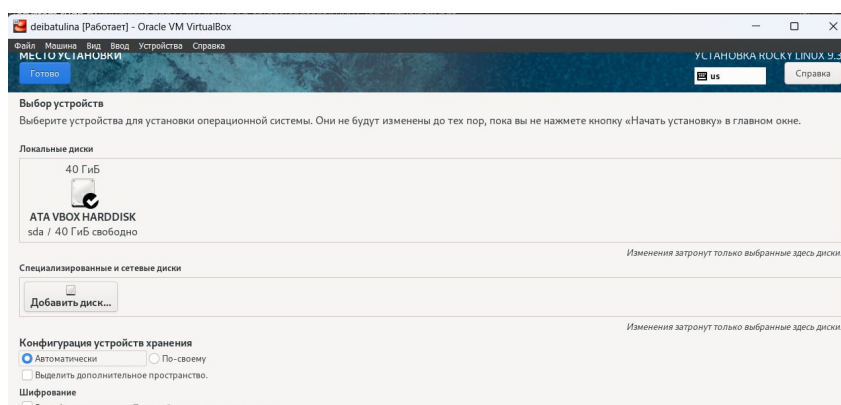 deibatulina [Работает] - Oracle VM VirtualBox
Файл Машина Вид Ввод Устройства Справка
МЕСТО УСТАНОВКИ
УСТАНОВКА ROCKY LINUX 9.3
Готово
us
Справка
Выбор устройств
Выберите устройства для установки операционной системы. Они не будут изменены до тех пор, пока вы не нажмете кнопку «Начать установку» в главном окне.
Локальные диски
40 ГиБ
ATA VBOX HARDDISK
sda / 40 ГиБ свободно
Изменения затронут только выбранные здесь диски.
Специализированные и сетевые диски
Добавить диск...
Изменения затронут только выбранные здесь диски.
Конфигурация устройств хранения
Автоматически По-своему
Выделить дополнительное пространство.
Шифрование